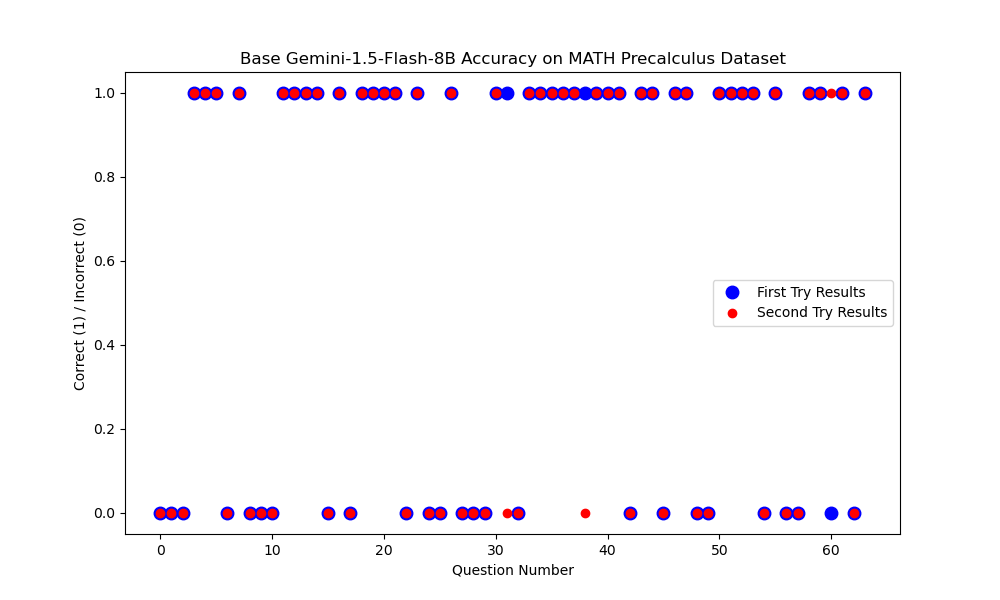 Base Gemini-1.5-Flash-8B Accuracy on MATH Precalculus Dataset
1.0
0.8
0.6
0.4
0.2
0.0
Correct (1) / Incorrect (0)
First Try Results
Second Try Results
0 10 20 30 40 50 60
Question Number